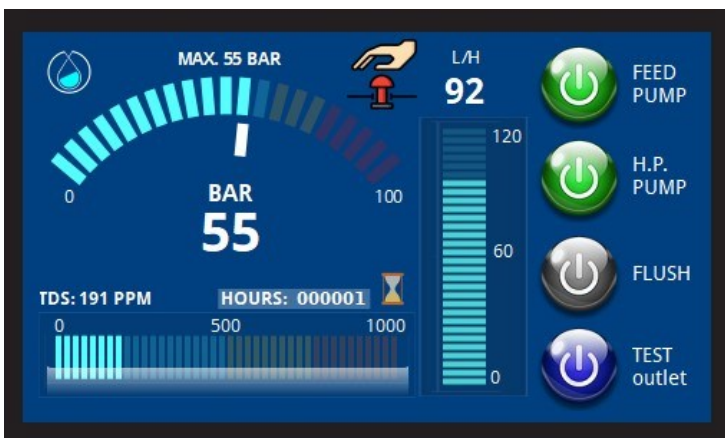 MAX. 55 BAR
0
100
BAR
55
L/H
92
120
60
0
TDS: 191 PPM
HOURS: 000001
0 500 1000
FEED
PUMP
H.P.
PUMP
FLUSH
TEST
outlet